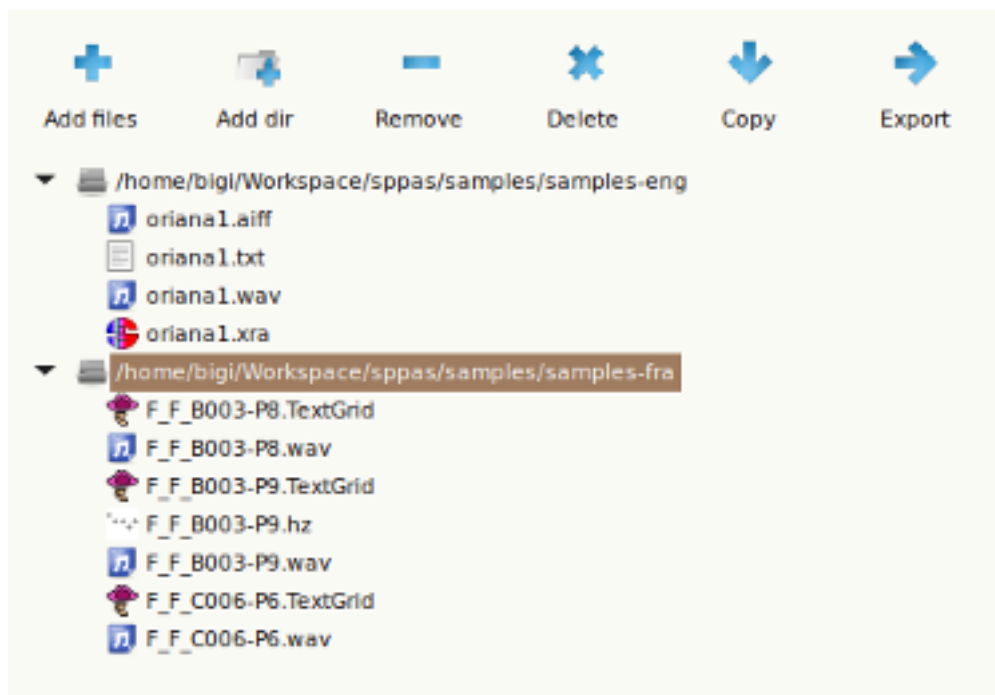 Add files Add dir Remove Delete Copy Export
/home/bigi/Workspace/sppas/samples/samples-eng
oriana1.aiff
oriana1.txt
oriana1.wav
oriana1.xra
/home/bigi/Workspace/sppas/samples/samples-fra
F_F_B003-P8.TextGrid
F_F_B003-P8.wav
F_F_B003-P9.TextGrid
F_F_B003-P9.hz
F_F_B003-P9.wav
F_F_C006-P6.TextGrid
F_F_C006-P6.wav